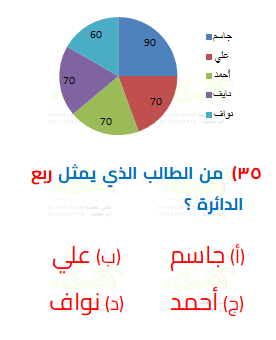 جاسم
علي
أحمد
نايف
نواف
90
70
70
70
60
٣٥) من الطالب الذي يمثل ربع
الدائرة ؟
(أ) جاسم (ب) علي
(ج) أحمد (د) نواف